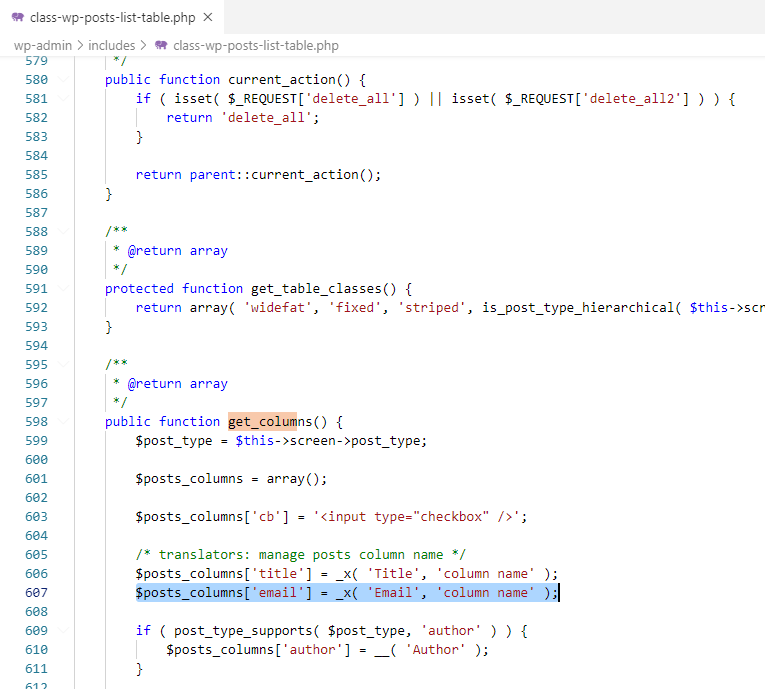 class-wp-posts-list-table.php ×
wp-admin > includes > class-wp-posts-list-table.php
579 */
580 public function current_action() {
581 if ( isset( $_REQUEST['delete_all'] ) || isset( $_REQUEST['delete_all2'] ) ) {
582 return 'delete_all';
583 }
584
585 return parent::current_action();
586 }
587
588 /**
589 * @return array
590 */
591 protected function get_table_classes() {
592 return array( 'widefat', 'fixed', 'striped', is_post_type_hierarchical( $this->scr
593 }
594
595 /**
596 * @return array
597 */
598 public function get_columns() {
599 $post_type = $this->screen->post_type;
600
601 $posts_columns = array();
602
603 $posts_columns['cb'] = '<input type="checkbox" />';
604
605 /* translators: manage posts column name */
606 $posts_columns['title'] = _x( 'Title', 'column name' );
607 $posts_columns['email'] = _x( 'Email', 'column name' );
608
609 if ( post_type_supports( $post_type, 'author' ) ) {
610 $posts_columns['author'] = __( 'Author' );
611 }
612